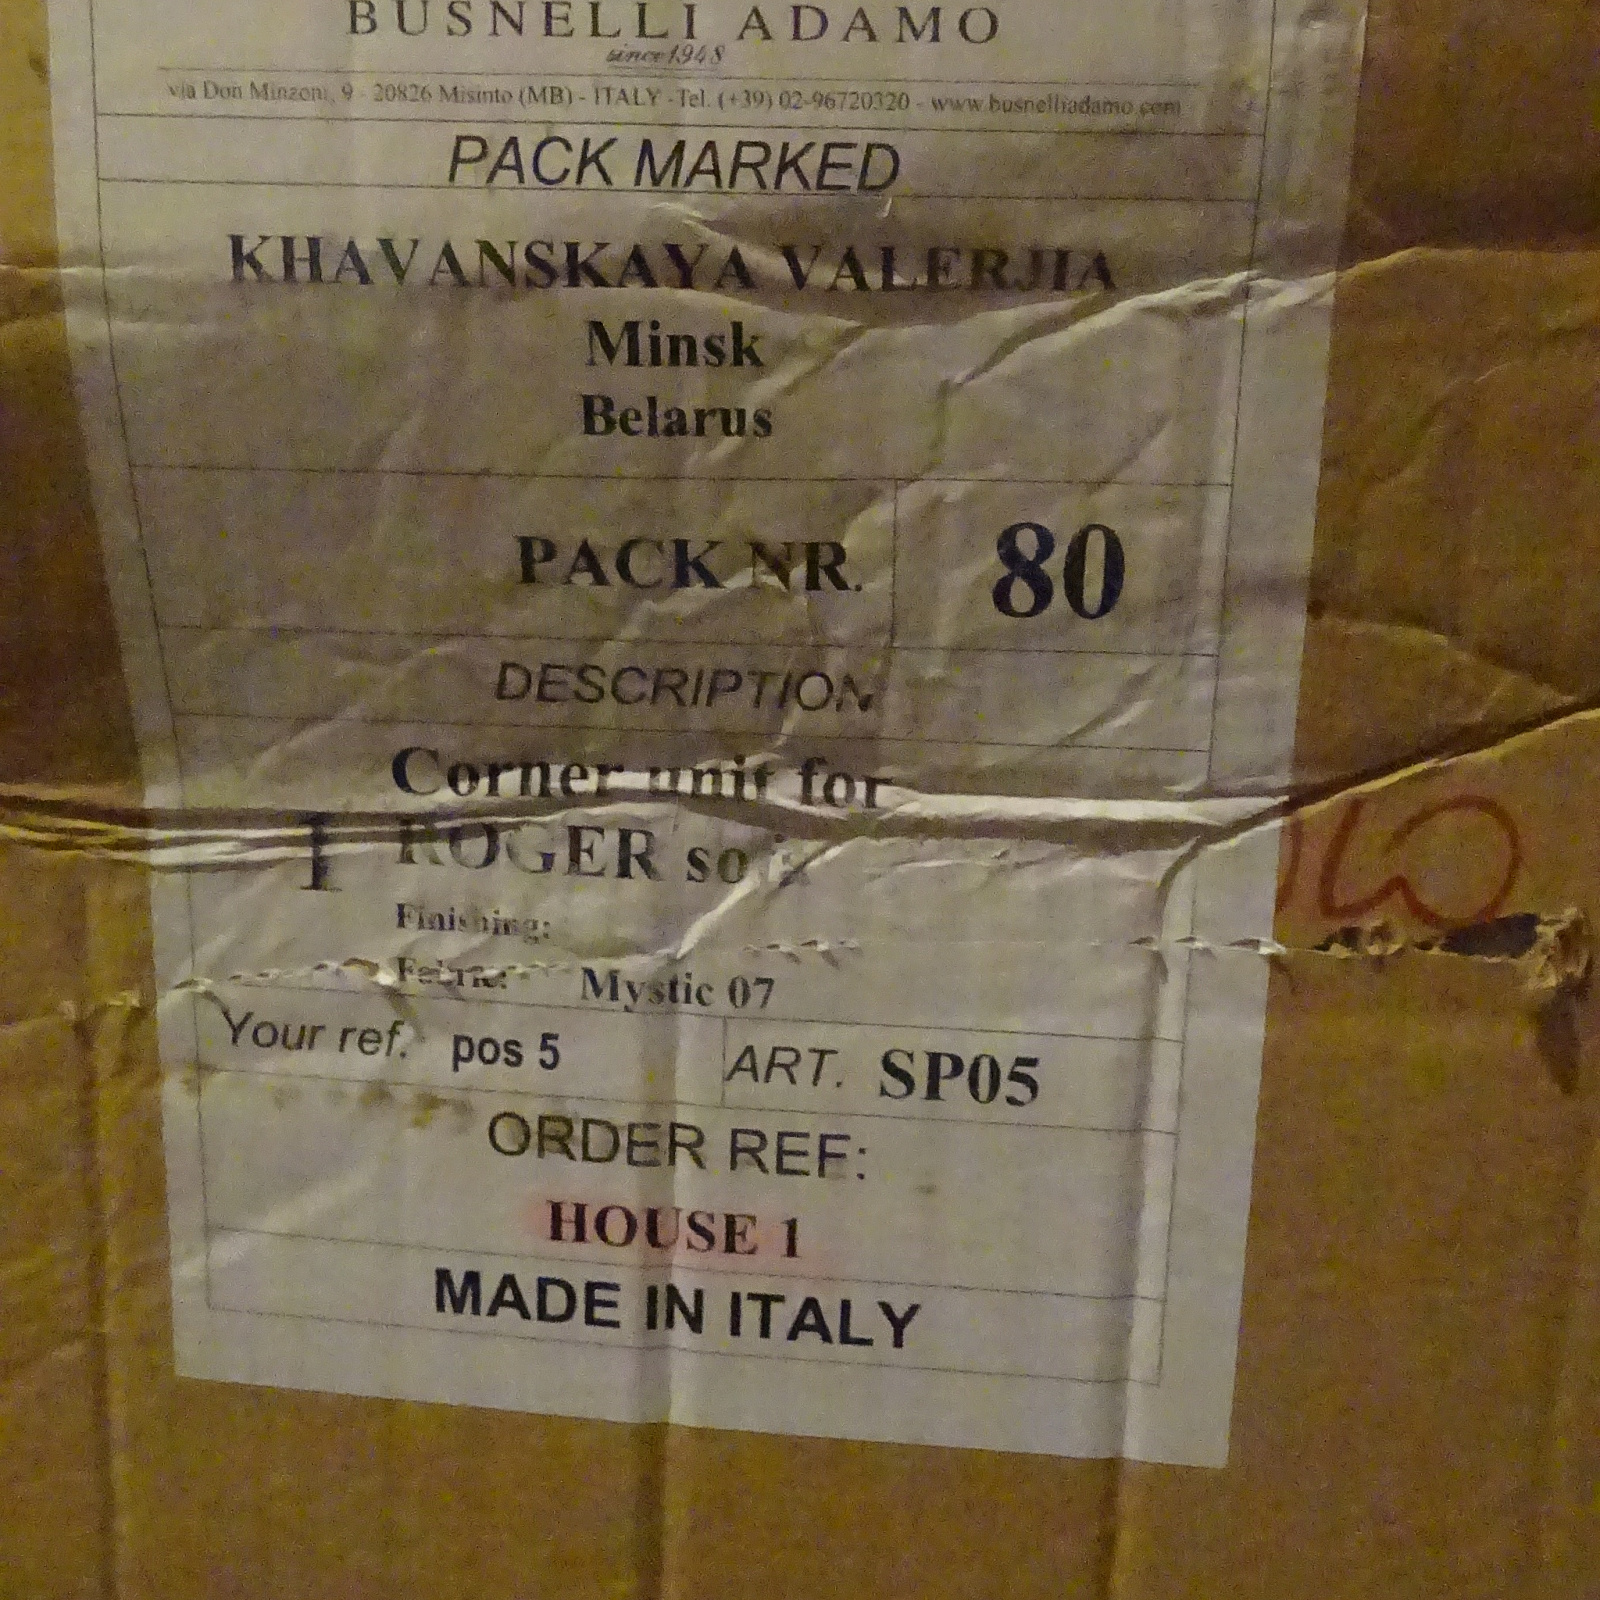 BUSNELLI ADAMO
since 1948
via Don Minzoni, 9 - 20826 Misinto (MB) - ITALY - Tel. (+39) 02-96720320 - www.busnelliadamo.com
PACK MARKED
KHAVANSKAYA VALERJIA
Minsk
Belarus
PACK NR. 80
DESCRIPTION
Corner unit for
1 ROGER
Finishing:
Fabric: Mystic 07
Your ref. pos 5 ART. SP05
ORDER REF:
HOUSE 1
MADE IN ITALY